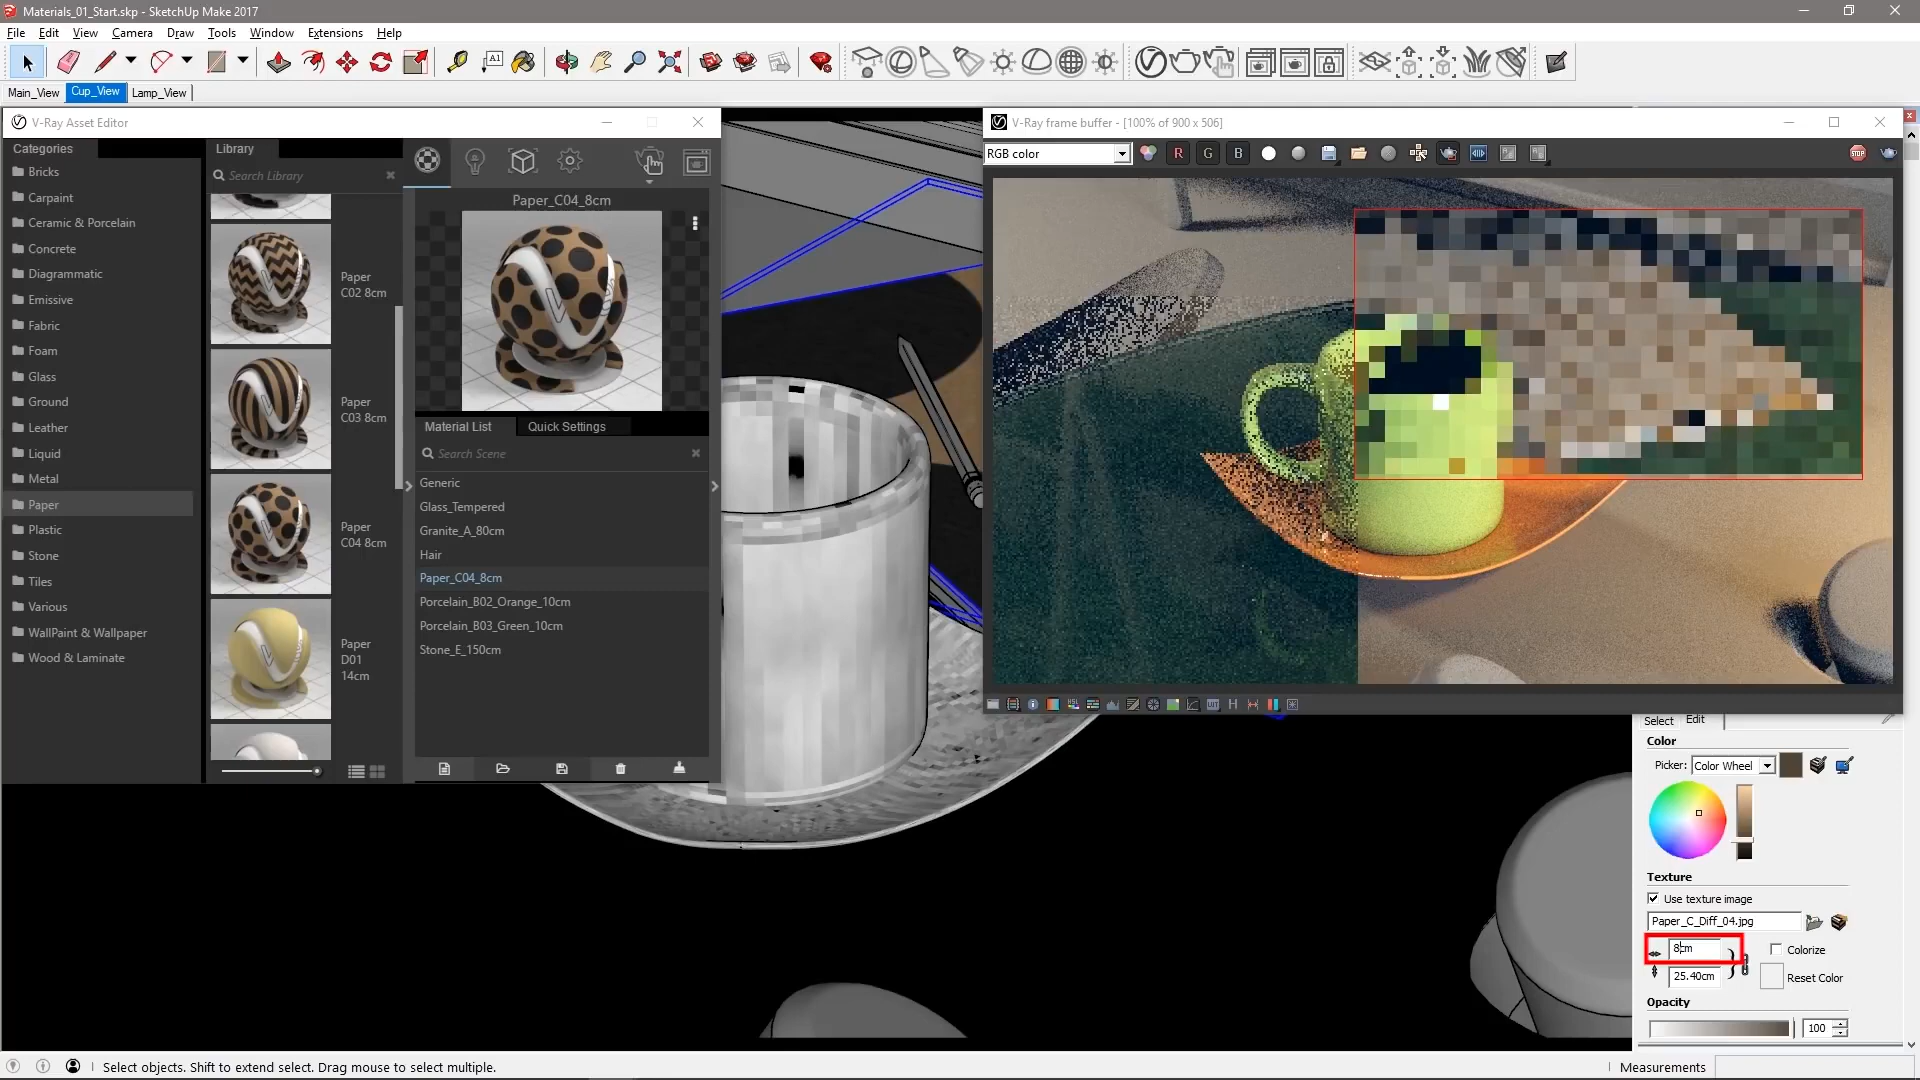 Materials_01_Start.skp - SketchUp Make 2017
File Edit View Camera Draw Tools Window Extensions Help
A1
Main_View Cup_View Lamp_View
V-Ray Asset Editor
Categories
Bricks
Carpaint
Ceramic & Porcelain
Concrete
Diagrammatic
Emissive
Fabric
Foam
Glass
Ground
Leather
Liquid
Metal
Paper
Plastic
Stone
Tiles
Various
WallPaint & Wallpaper
Wood & Laminate
Library
Search Library
Paper
C02 8cm
Paper
C03 8cm
Paper
C04 8cm
Paper
D01
14cm
Paper_C04_8cm
Material List Quick Settings
Search Scene
Generic
Glass_Tempered
Granite_A_80cm
Hair
Paper_C04_8cm
Porcelain_B02_Orange_10cm
Porcelain_B03_Green_10cm
Stone_E_150cm
V-Ray frame buffer - [100% of 900 x 506]
RGB color
R G B
STOP
HSL
LUT H
Select Edit
Color
Picker: Color Wheel
Texture
Use texture image
Paper_C_Diff_04.jpg
8cm
Colorize
25.40cm
Reset Color
Opacity
100
Select objects. Shift to extend select. Drag mouse to select multiple.
Measurements